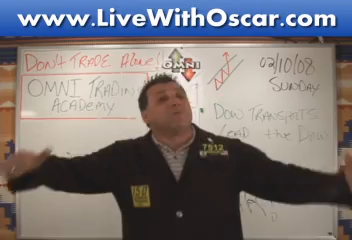 www.LiveWithOscar.com
DON'T TRADE Alone!
OMNI
02/10/08
SUNDAY
OMNI TRADING
ACADEMY
DOW TRANSPORTS
LEAD the Dow
7912